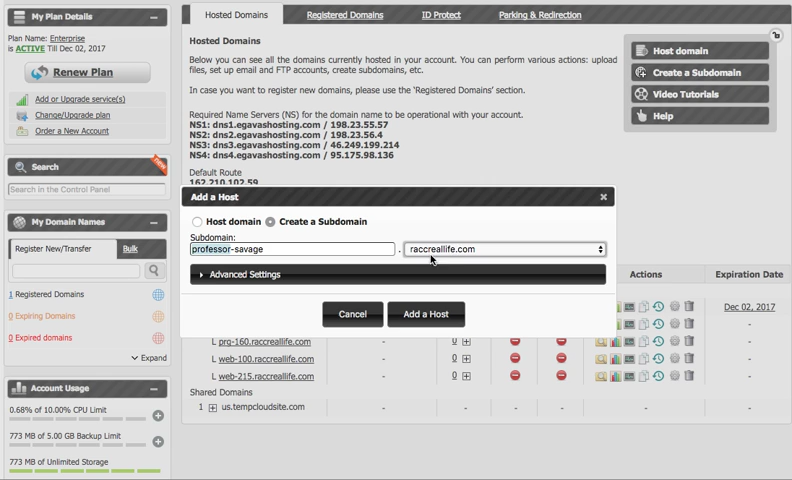 My Plan Details
Plan Name: Enterprise
is ACTIVE Till Dec 02, 2017
Renew Plan
Add or Upgrade service(s)
Change/Upgrade plan
Order a New Account
Search
new
Search in the Control Panel
My Domain Names
Register New/Transfer
Bulk
1 Registered Domains
0 Expiring Domains
0 Expired domains
Expand
Account Usage
0.68% of 10.00% CPU Limit
773 MB of 5.00 GB Backup Limit
773 MB of Unlimited Storage
Hosted Domains
Registered Domains
ID Protect
Parking & Redirection
Hosted Domains
Below you can see all the domains currently hosted in your account. You can perform various actions: upload
files, set up email and FTP accounts, create subdomains, etc.
In case you want to register new domains, please use the 'Registered Domains' section.
Required Name Servers (NS) for the domain name to be operational with your account.
NS1: dns1.egavashosting.com / 198.23.55.57
NS2: dns2.egavashosting.com / 198.23.56.4
NS3: dns3.egavashosting.com / 46.249.199.214
NS4: dns4.egavashosting.com / 95.175.98.136
Default Route
162.210.102.59
Host domain
Create a Subdomain
Video Tutorials
Help
Add a Host
Host domain
Create a Subdomain
Subdomain:
professor-savage . raccreallife.com
Advanced Settings
Cancel
Add a Host
Actions
Expiration Date
Dec 02, 2017
-
L prg-160.raccreallife.com - 0 -
L web-100.raccreallife.com - 0 -
L web-215.raccreallife.com - 0 -
Shared Domains
1 us.tempcloudsite.com - - - - - -